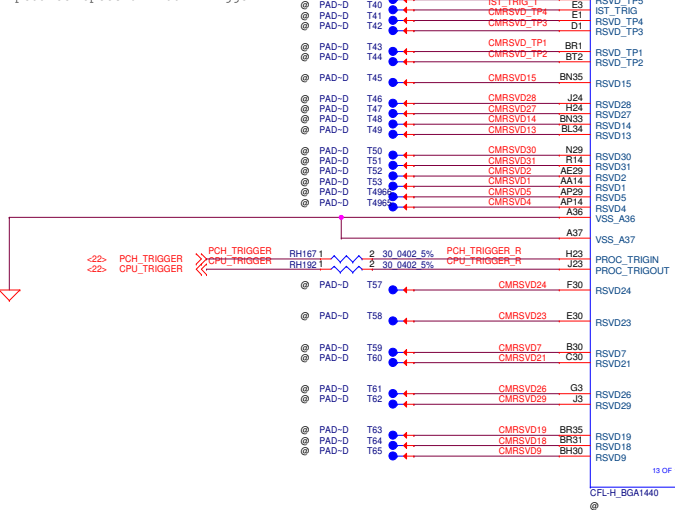 @ PAD~D T40 IST_TRIG_T E3 IST_TRIG
@ PAD~D T41 CMRSVD_TP4 E1 RSVD_TP4
@ PAD~D T42 CMRSVD_TP3 D1 RSVD_TP3
@ PAD~D T43 CMRSVD_TP1 BR1 RSVD_TP1
@ PAD~D T44 CMRSVD_TP2 BT2 RSVD_TP2
@ PAD~D T45 CMRSVD15 BN35 RSVD15
@ PAD~D T46 CMRSVD28 J24 RSVD28
@ PAD~D T47 CMRSVD27 H24 RSVD27
@ PAD~D T48 CMRSVD14 BN33 RSVD14
@ PAD~D T49 CMRSVD13 BL34 RSVD13
@ PAD~D T50 CMRSVD30 N29 RSVD30
@ PAD~D T51 CMRSVD31 R14 RSVD31
@ PAD~D T52 CMRSVD2 AE29 RSVD2
@ PAD~D T53 CMRSVD1 AA14 RSVD1
@ PAD~D T4966 CMRSVD5 AP29 RSVD5
@ PAD~D T4965 CMRSVD4 AP14 RSVD4
A36 VSS_A36
A37 VSS_A37
<22> PCH_TRIGGER PCH_TRIGGER RH167 1 2 30_0402_5% PCH_TRIGGER_R H23 PROC_TRIGIN
<22> CPU_TRIGGER CPU_TRIGGER RH192 1 2 30_0402_5% CPU_TRIGGER_R J23 PROC_TRIGOUT
@ PAD~D T57 CMRSVD24 F30 RSVD24
@ PAD~D T58 CMRSVD23 E30 RSVD23
@ PAD~D T59 CMRSVD7 B30 RSVD7
@ PAD~D T60 CMRSVD21 C30 RSVD21
@ PAD~D T61 CMRSVD26 G3 RSVD26
@ PAD~D T62 CMRSVD29 J3 RSVD29
@ PAD~D T63 CMRSVD19 BR35 RSVD19
@ PAD~D T64 CMRSVD18 BR31 RSVD18
@ PAD~D T65 CMRSVD9 BH30 RSVD9
13 OF
CFL-H_BGA1440
@